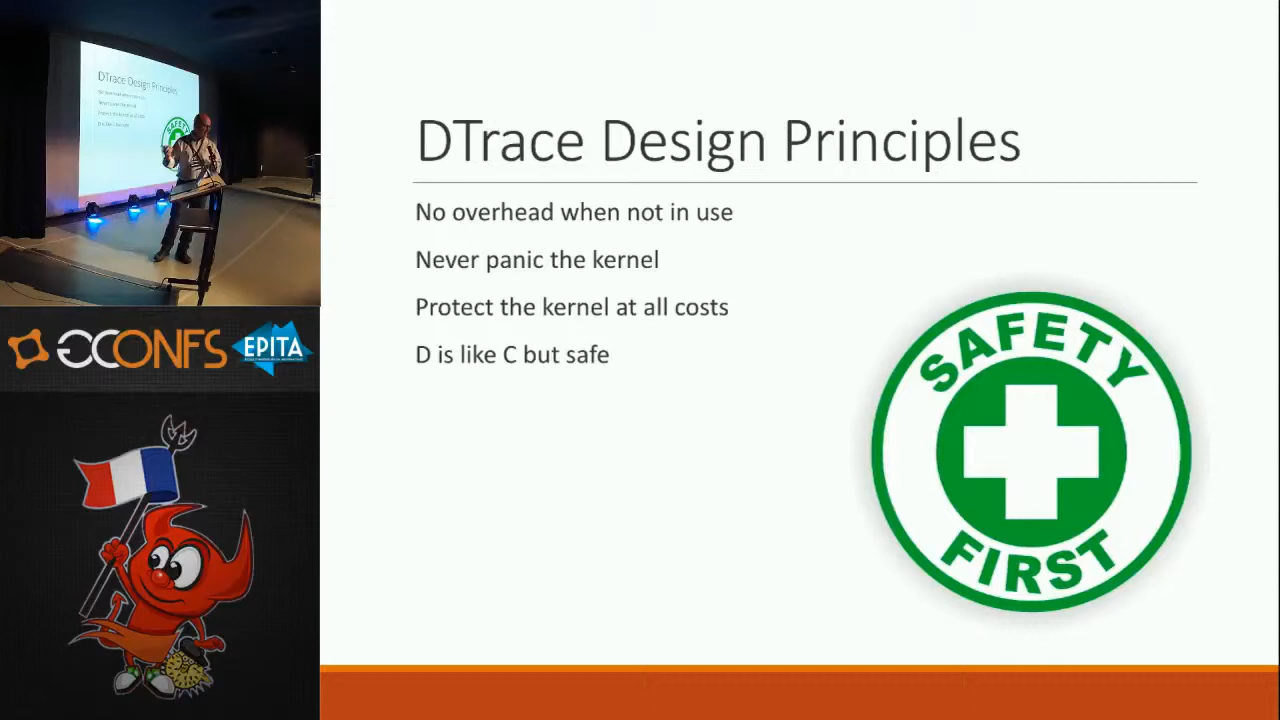 DTrace Design Principles
No overhead when not in use
Never panic the kernel
Protect the kernel at all costs
D is like C but safe
SAFETY
FIRST
DTrace Design Principles
GCONFS
EPITA